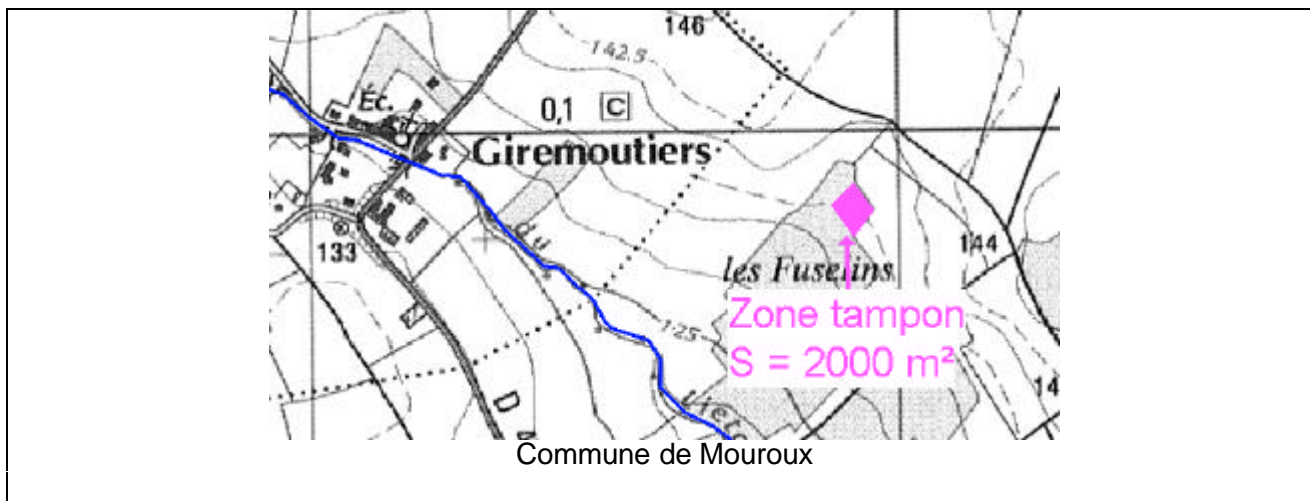 146
142.5
Éc.
0,1 C
Giremoutiers
du
133
144
les Fuselins
Zone tampon
125
S = 2000 m²
14
D
Commune de Mouroux